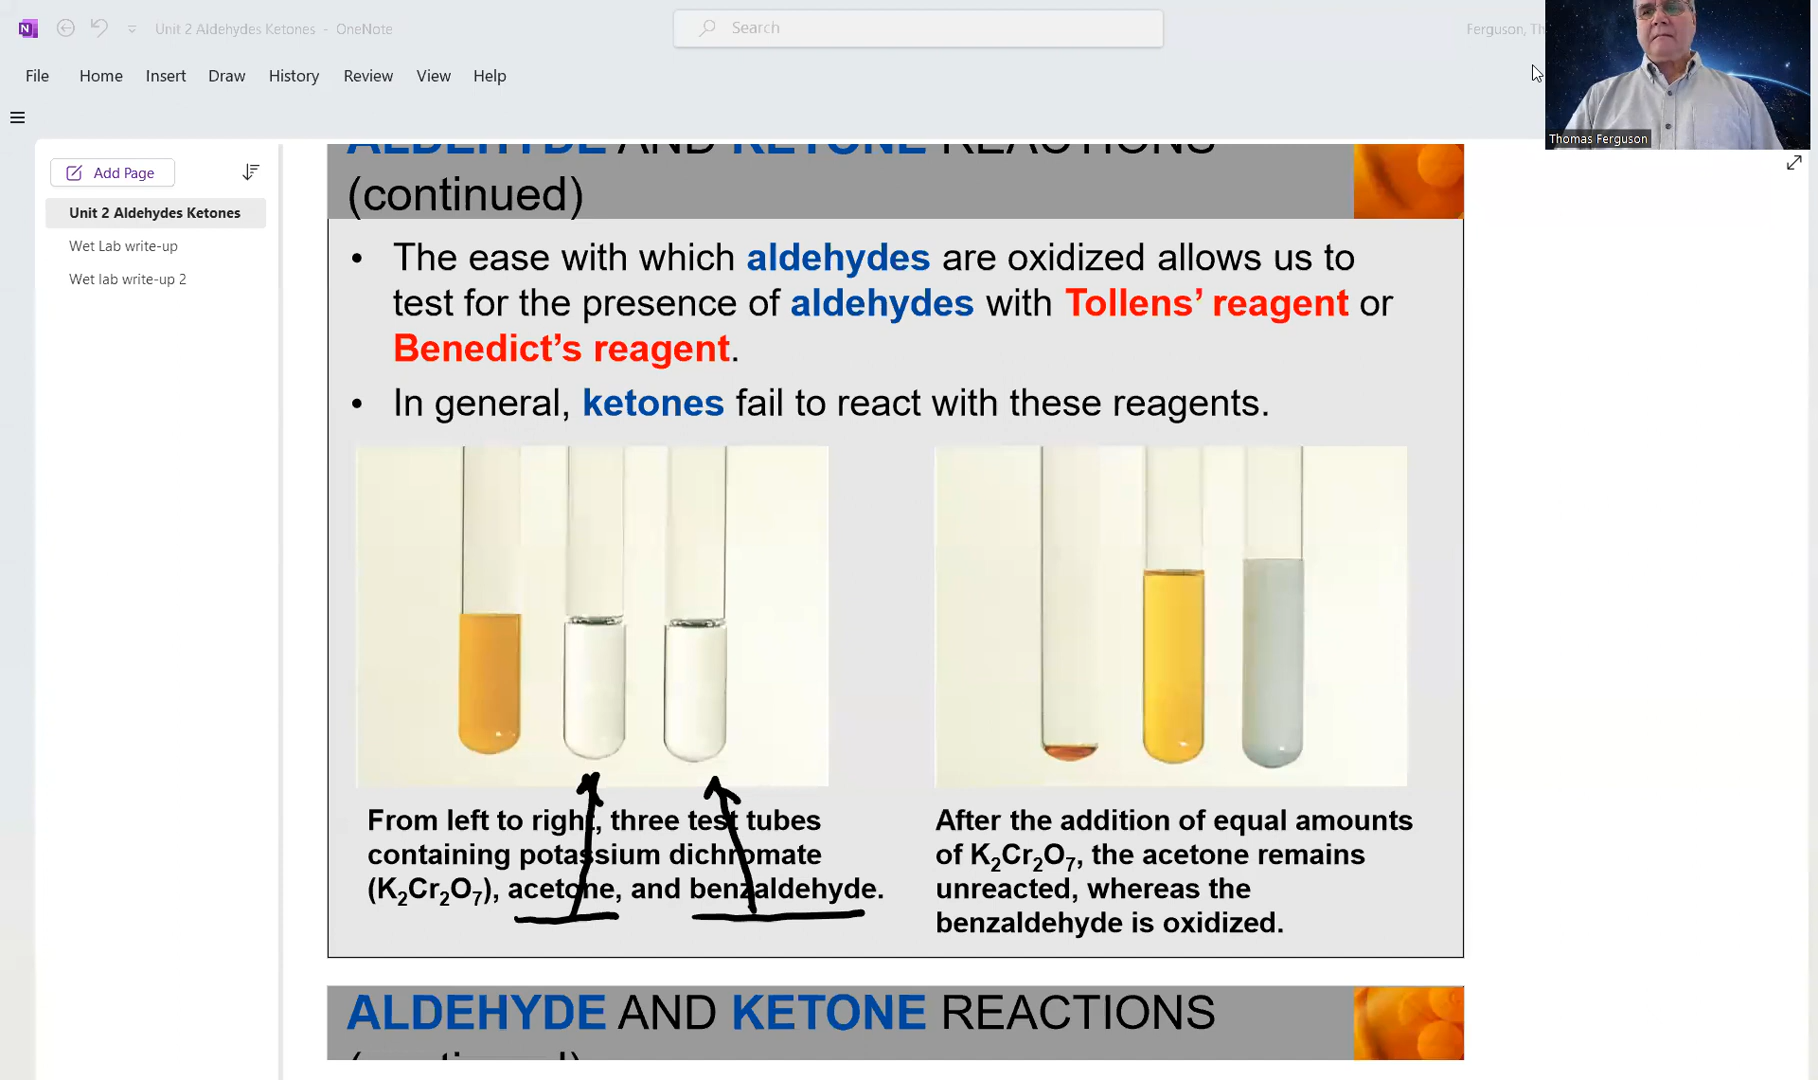 Unit 2 Aldehydes Ketones - OneNote
Search
Ferguson,
File Home Insert Draw History Review View Help
Thomas Ferguson
Add Page
Unit 2 Aldehydes Ketones
Wet Lab write-up
Wet lab write-up 2
ALDEHYDE AND KETONE REACTIONS
(continued)
• The ease with which aldehydes are oxidized allows us to
test for the presence of aldehydes with Tollens’ reagent or
Benedict’s reagent.
• In general, ketones fail to react with these reagents.
From left to right, three test tubes
containing potassium dichromate
(K₂Cr₂O₇), acetone, and benzaldehyde.
After the addition of equal amounts
of K₂Cr₂O₇, the acetone remains
unreacted, whereas the
benzaldehyde is oxidized.
ALDEHYDE AND KETONE REACTIONS